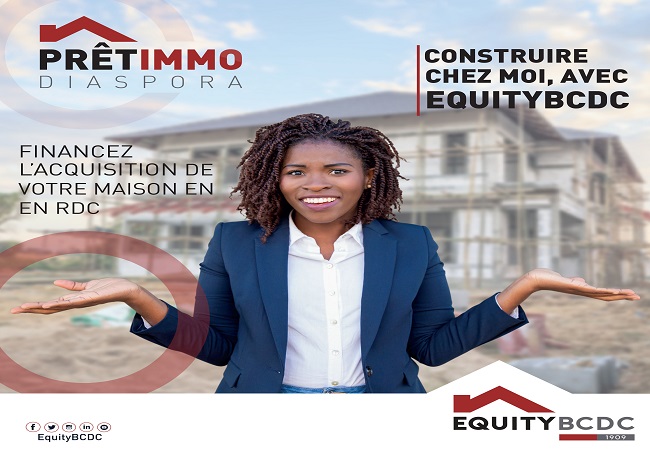 PRÊTIMMO
DIASPORA
CONSTRUIRE
CHEZ MOI, AVEC
EQUITYBCDC
FINANCEZ
L'ACQUISITION DE
VOTRE MAISON EN
EN RDC
EquityBCDC
EQUITYBCDC
1909